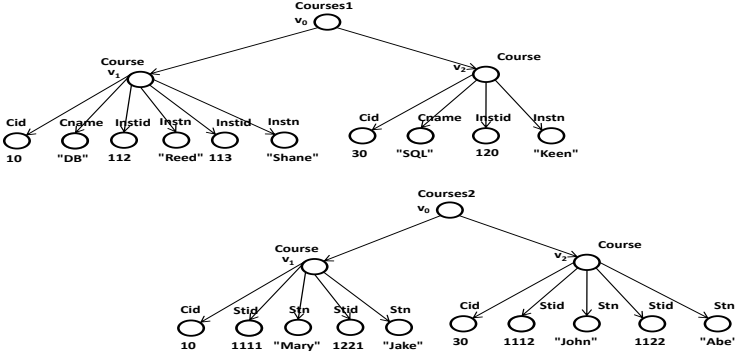 Courses1
v0
Course
v1
Course
v2
Cid Cname Instid Instn Instid Instn
10 "DB" 112 "Reed" 113 "Shane"
Cid Cname Instid Instn
30 "SQL" 120 "Keen"
Courses2
v0
Course
v1
Course
v2
Cid Stid Stn Stid Stn
10 1111 "Mary" 1221 "Jake"
Cid Stid Stn Stid Stn
30 1112 "John" 1122 "Abe'